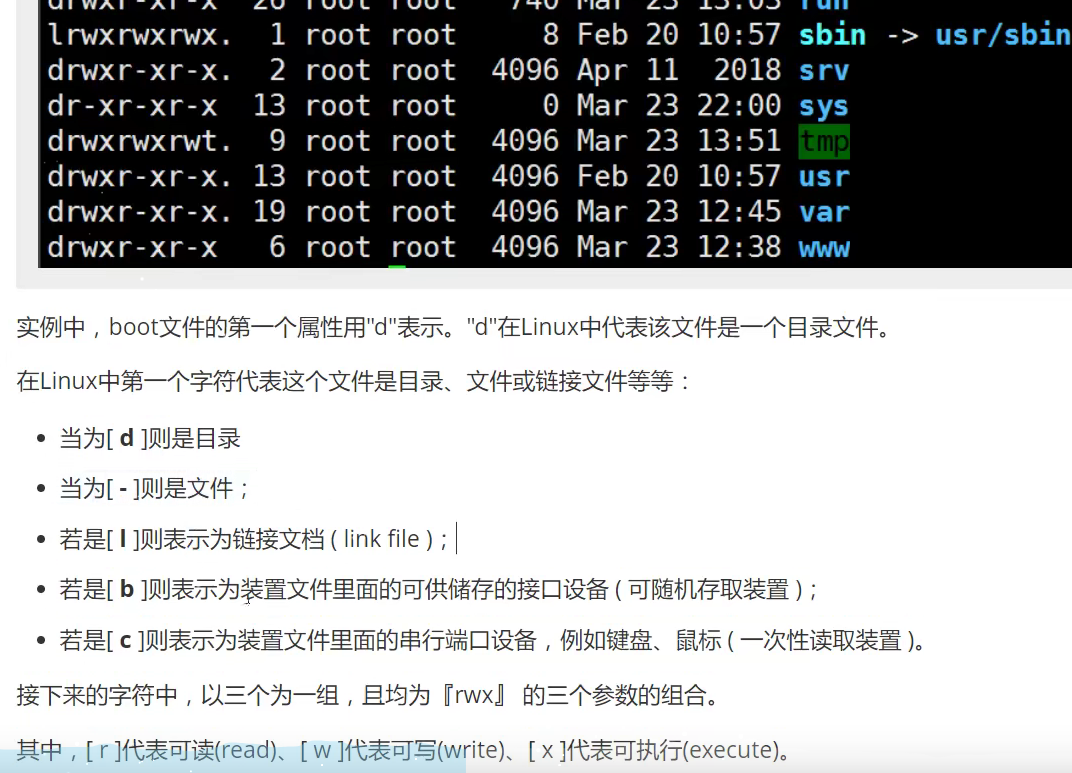 drwxr-xr-x 26 root root 740 Mar 23 13:03 run
lrwxrwxrwx. 1 root root 8 Feb 20 10:57 sbin -> usr/sbin
drwxr-xr-x. 2 root root 4096 Apr 11 2018 srv
dr-xr-xr-x 13 root root 0 Mar 23 22:00 sys
drwxrwxrwt. 9 root root 4096 Mar 23 13:51 tmp
drwxr-xr-x. 13 root root 4096 Feb 20 10:57 usr
drwxr-xr-x. 19 root root 4096 Mar 23 12:45 var
drwxr-xr-x 6 root root 4096 Mar 23 12:38 www
实例中，boot文件的第一个属性用"d"表示。"d"在Linux中代表该文件是一个目录文件。
在Linux中第一个字符代表这个文件是目录、文件或链接文件等等：
• 当为[ d ]则是目录
• 当为[ - ]则是文件；
• 若是[ l ]则表示为链接文档 ( link file )；
• 若是[ b ]则表示为装置文件里面的可供储存的接口设备 ( 可随机存取装置 )；
• 若是[ c ]则表示为装置文件里面的串行端口设备，例如键盘、鼠标 ( 一次性读取装置 )。
接下来的字符中，以三个为一组，且均为『rwx』 的三个参数的组合。
其中，[ r ]代表可读(read)、[ w ]代表可写(write)、[ x ]代表可执行(execute)。